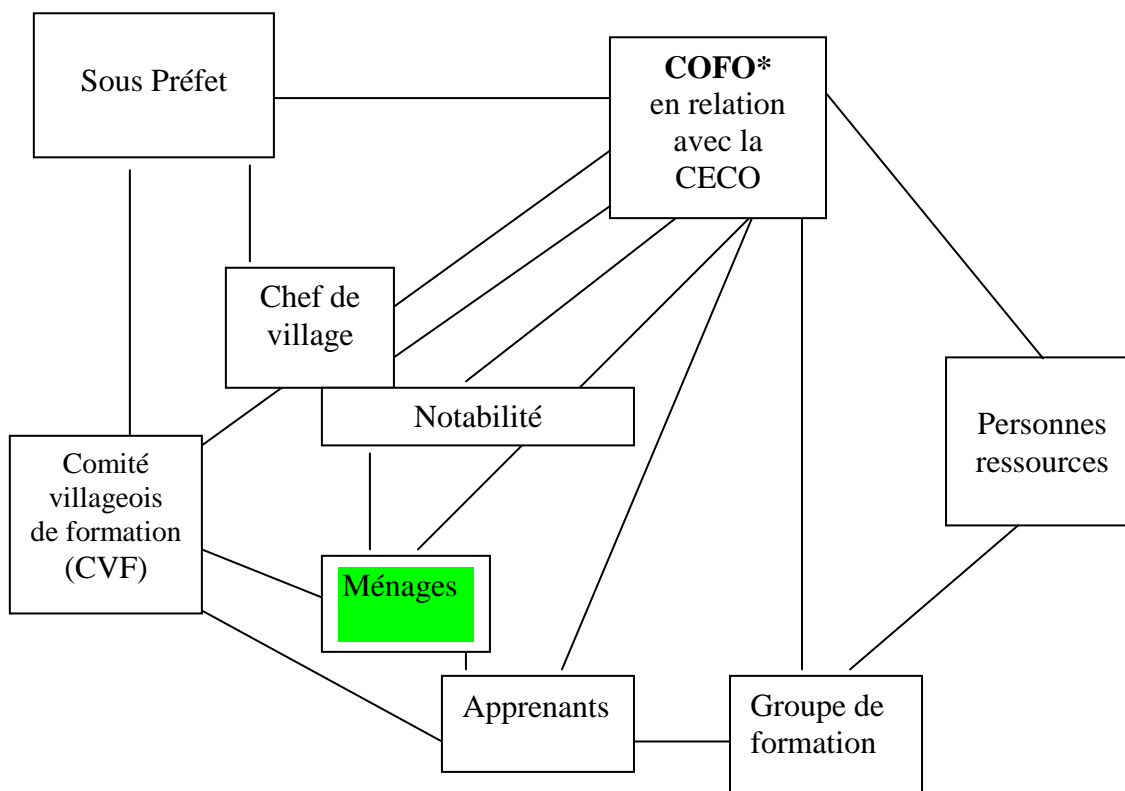 Sous Préfet
COFO*
en relation
avec la
CECO
Chef de
village
Notabilité
Personnes
ressources
Comité
villageois
de formation
(CVF)
Ménages
Apprenants
Groupe de
formation